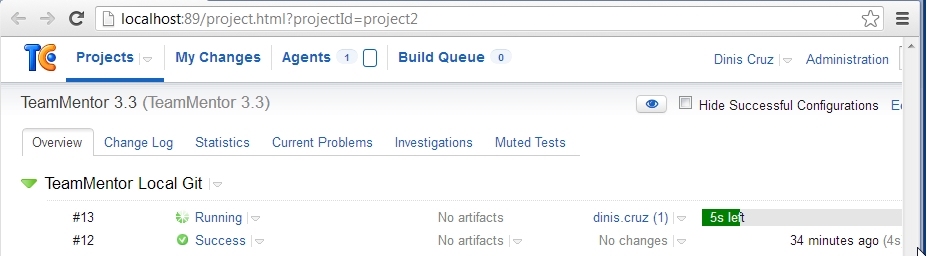 localhost:89/project.html?projectId=project2
TC Projects My Changes Agents 1 Build Queue 0 Dinis Cruz Administration
TeamMentor 3.3 (TeamMentor 3.3) Hide Successful Configurations
Overview Change Log Statistics Current Problems Investigations Muted Tests
TeamMentor Local Git
#13 Running No artifacts dinis.cruz (1) 5s left
#12 Success No artifacts No changes 34 minutes ago (4s